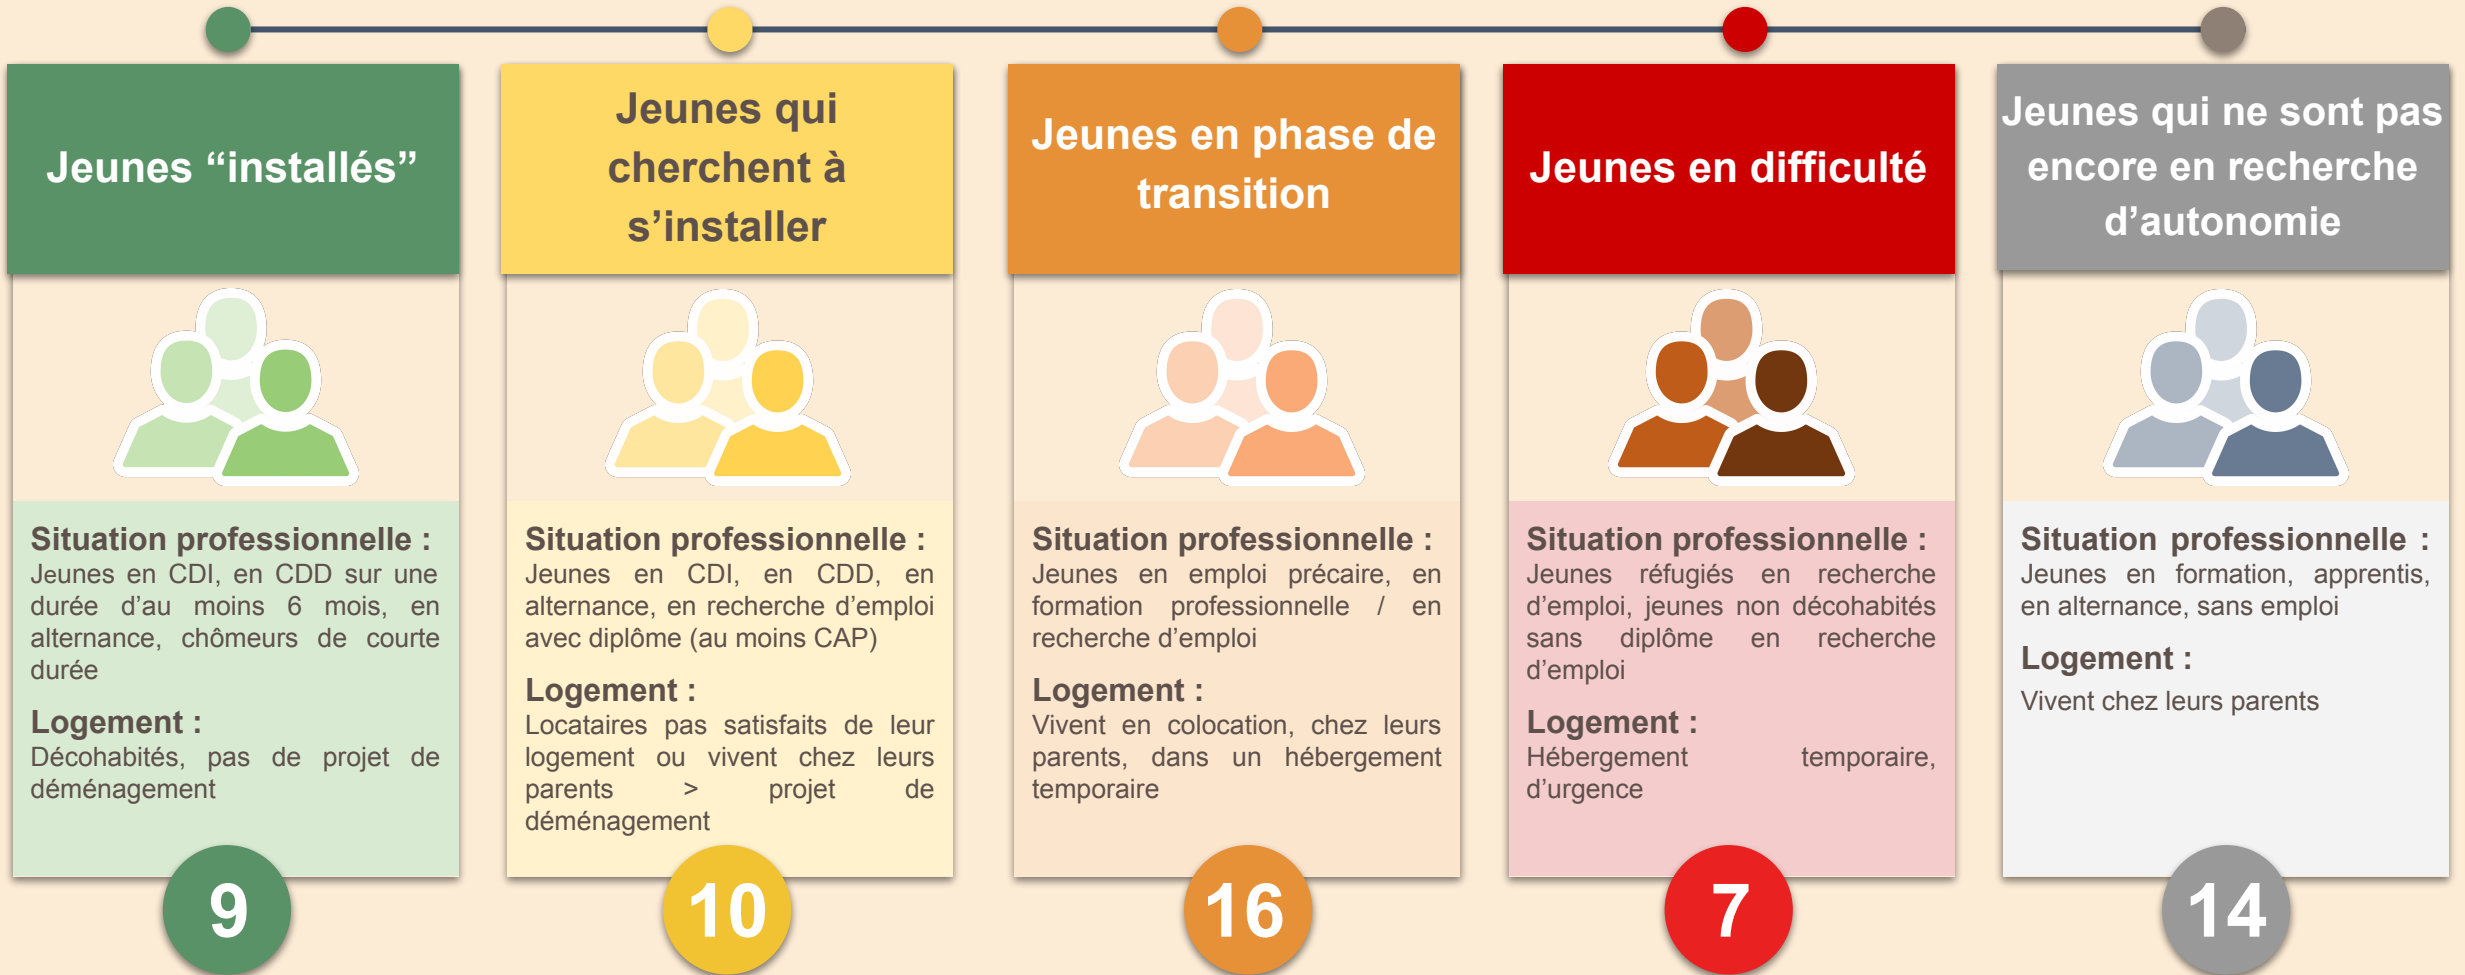 Jeunes “installés”
Situation professionnelle :
Jeunes en CDI, en CDD sur une
durée d’au moins 6 mois, en
alternance, chômeurs de courte
durée
Logement :
Décohabités, pas de projet de
déménagement
9
Jeunes qui
cherchent à
s’installer
Situation professionnelle :
Jeunes en CDI, en CDD, en
alternance, en recherche d’emploi
avec diplôme (au moins CAP)
Logement :
Locataires pas satisfaits de leur
logement ou vivent chez leurs
parents > projet de
déménagement
10
Jeunes en phase de
transition
Situation professionnelle :
Jeunes en emploi précaire, en
formation professionnelle / en
recherche d’emploi
Logement :
Vivent en colocation, chez leurs
parents, dans un hébergement
temporaire
16
Jeunes en difficulté
Situation professionnelle :
Jeunes réfugiés en recherche
d’emploi, jeunes non décohabités
sans diplôme en recherche
d’emploi
Logement :
Hébergement temporaire,
d’urgence
7
Jeunes qui ne sont pas
encore en recherche
d’autonomie
Situation professionnelle :
Jeunes en formation, apprentis,
en alternance, sans emploi
Logement :
Vivent chez leurs parents
14